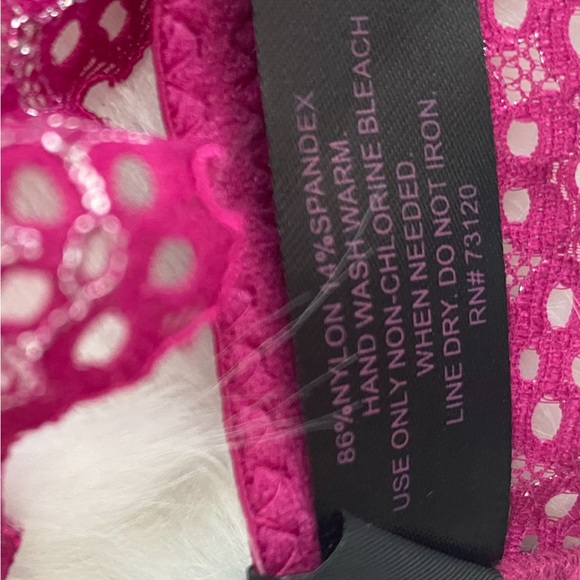 86%NYLON 14%SPANDEX
HAND WASH WARM.
USE ONLY NON-CHLORINE BLEACH
WHEN NEEDED.
LINE DRY. DO NOT IRON.
RN# 73120